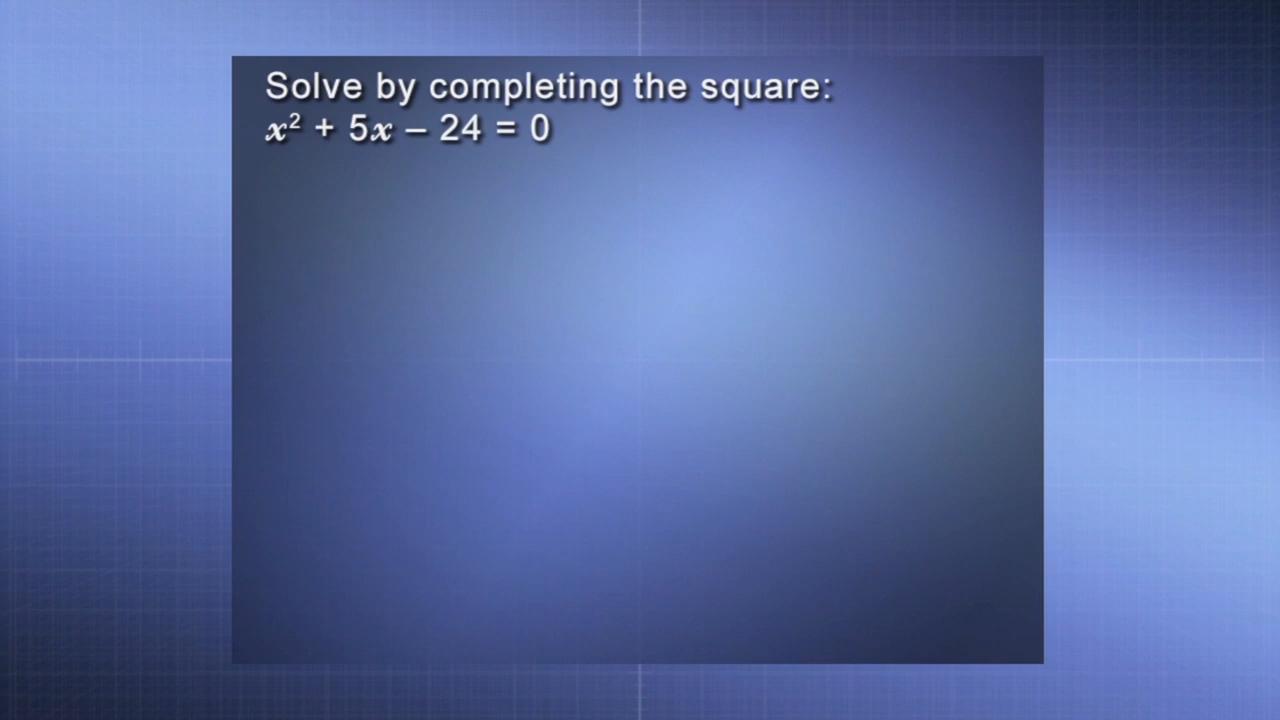 Solve by completing the square:
x² + 5x – 24 = 0